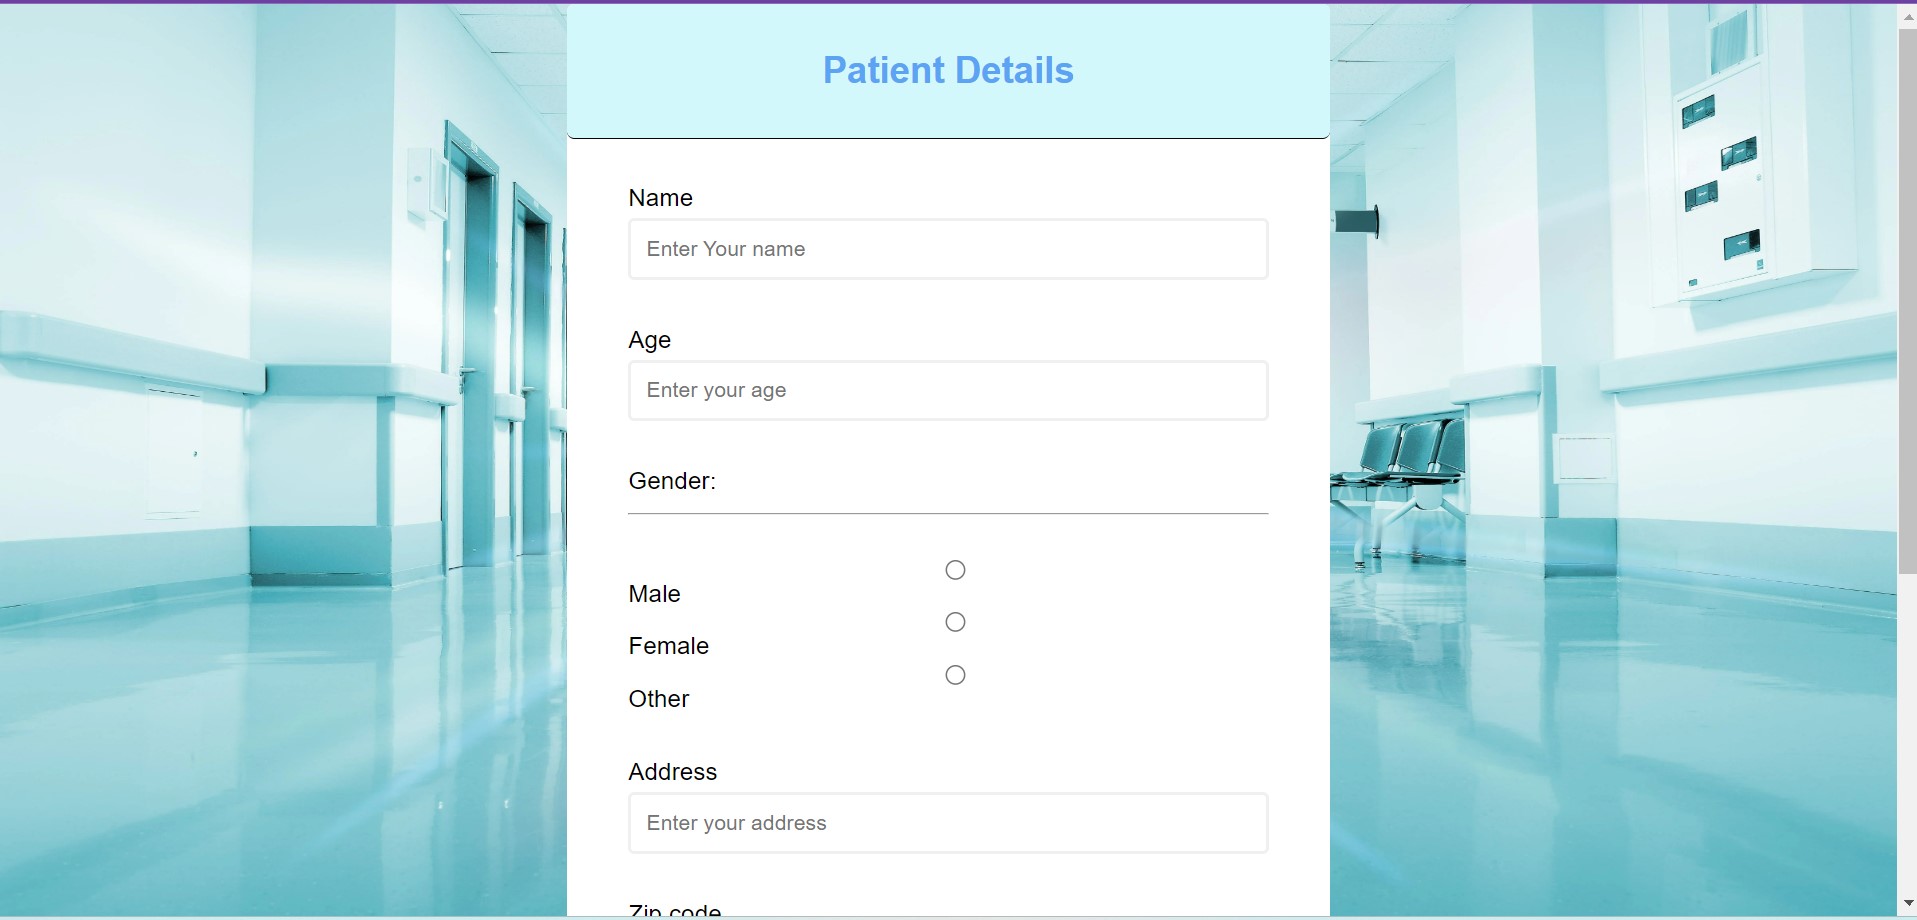 Patient Details
Name
Enter Your name
Age
Enter your age
Gender:
Male
Female
Other
Address
Enter your address
Zip code